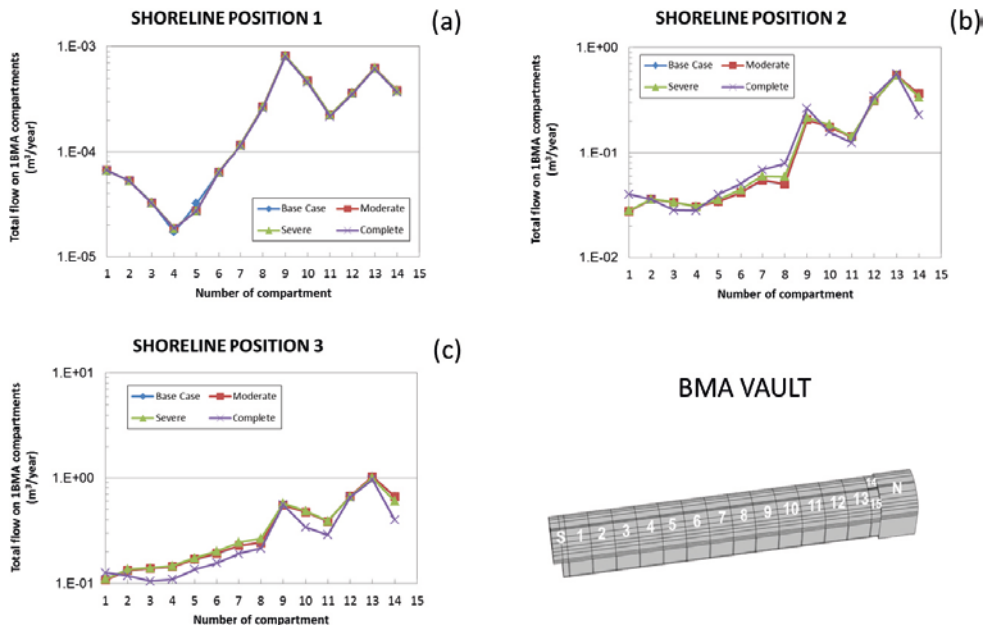 SHORELINE POSITION 1
(a)
Total flow on 1BMA compartments
(m³/year)
1.E-03
1.E-04
1.E-05
Base Case
Moderate
Severe
Complete
1 2 3 4 5 6 7 8 9 10 11 12 13 14 15
Number of compartment
SHORELINE POSITION 2
(b)
Total flow on 1BMA compartments
(m³/year)
1.E+00
1.E-01
1.E-02
Base Case
Moderate
Severe
Complete
1 2 3 4 5 6 7 8 9 10 11 12 13 14 15
Number of compartment
SHORELINE POSITION 3
(c)
Total flow on 1BMA compartments
(m³/year)
1.E+01
1.E+00
1.E-01
Base Case
Moderate
Severe
Complete
1 2 3 4 5 6 7 8 9 10 11 12 13 14 15
Number of compartment
BMA VAULT
S 1 2 3 4 5 6 7 8 9 10 11 12 13 14 15 N